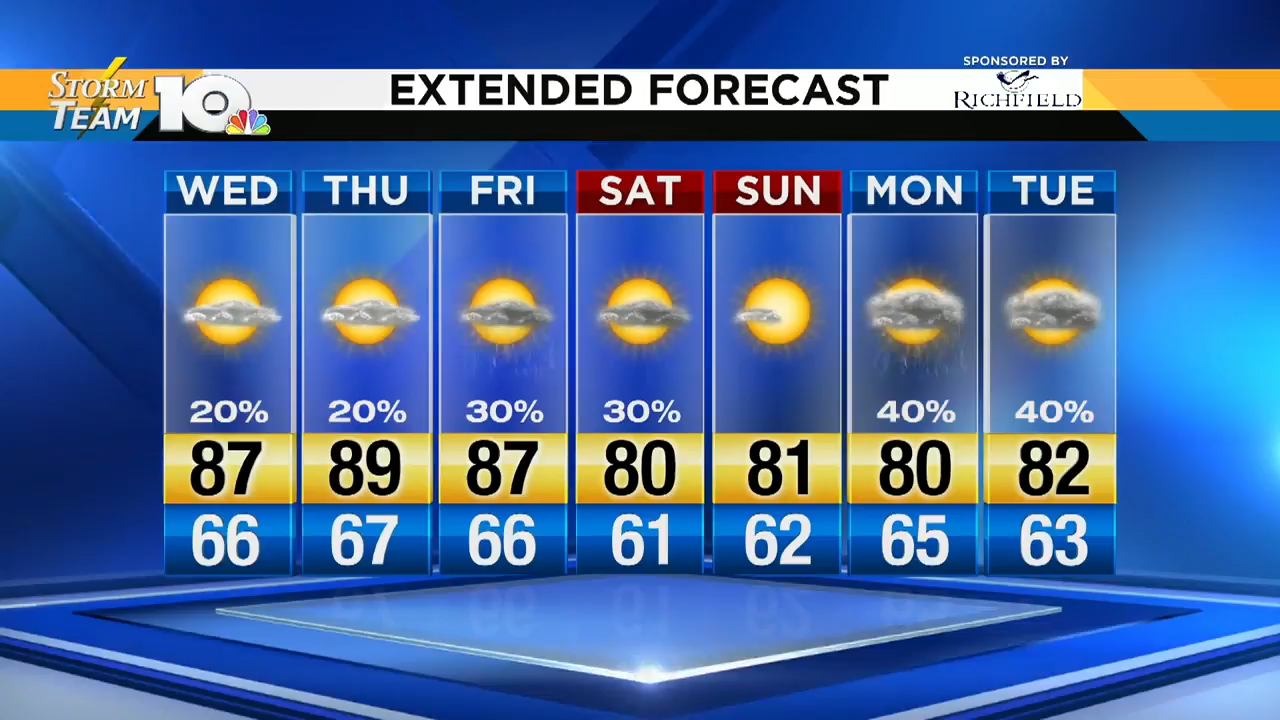 SPONSORED BY
STORM TEAM 10
EXTENDED FORECAST
RICHFIELD
WED THU FRI SAT SUN MON TUE
20% 20% 30% 30% 40% 40%
87 89 87 80 81 80 82
66 67 66 61 62 65 63